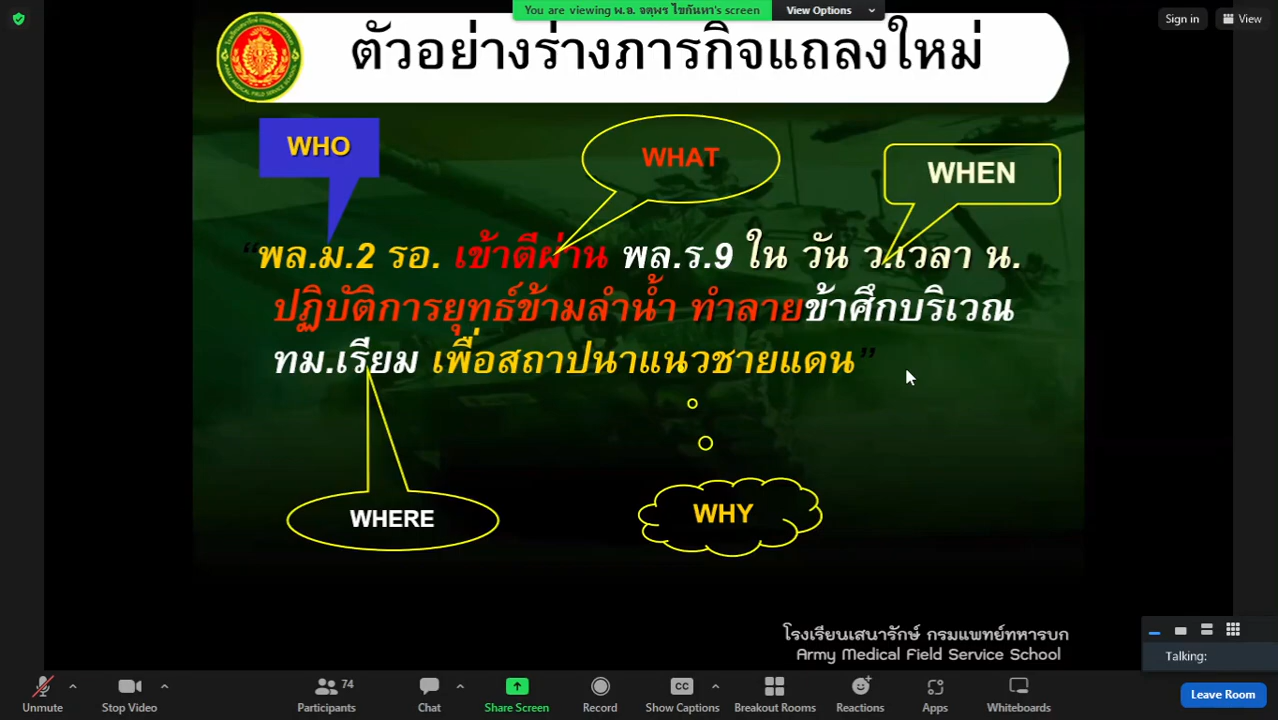 You are viewing พ.อ. จตุพร ไขกันหา's screen
View Options
Sign in
View
ตัวอย่างร่างภารกิจแถลงใหม่
WHO
WHAT
WHEN
“พล.ม.2 รอ. เข้าตีผ่าน พล.ร.9 ใน วัน ว.เวลา น.
ปฏิบัติการยุทธ์ข้ามลำน้ำ ทำลายข้าศึกบริเวณ
ทม.เรียม เพื่อสถาปนาแนวชายแดน”
WHERE
WHY
โรงเรียนเสนารักษ์ กรมแพทย์ทหารบก
Army Medical Field Service School
Talking:
Unmute
Stop Video
74
Participants
Chat
Share Screen
Record
CC
Show Captions
Breakout Rooms
Reactions
Apps
Whiteboards
Leave Room